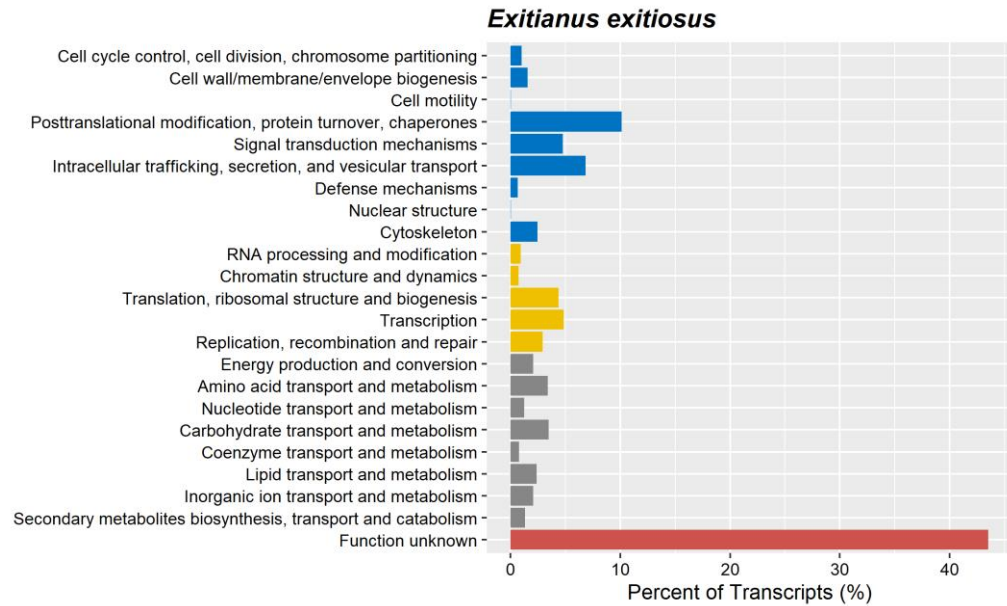 Exitianus exitiosus
Cell cycle control, cell division, chromosome partitioning
Cell wall/membrane/envelope biogenesis
Cell motility
Posttranslational modification, protein turnover, chaperones
Signal transduction mechanisms
Intracellular trafficking, secretion, and vesicular transport
Defense mechanisms
Nuclear structure
Cytoskeleton
RNA processing and modification
Chromatin structure and dynamics
Translation, ribosomal structure and biogenesis
Transcription
Replication, recombination and repair
Energy production and conversion
Amino acid transport and metabolism
Nucleotide transport and metabolism
Carbohydrate transport and metabolism
Coenzyme transport and metabolism
Lipid transport and metabolism
Inorganic ion transport and metabolism
Secondary metabolites biosynthesis, transport and catabolism
Function unknown
0 10 20 30 40
Percent of Transcripts (%)